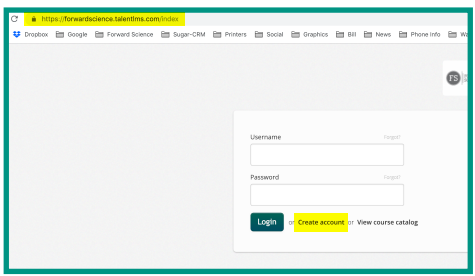 https://forwardscience.talentlms.com/index
Dropbox Google Forward Science Sugar-CRM Printers Social Graphics Bill News Phone Info
FS
Username Forgot?
Password Forgot?
Login or Create account or View course catalog